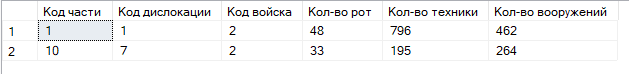 Код части Код дислокации Код войска Кол-во рот Кол-во техники Кол-во вооружений
1 1 1 2 48 796 462
2 10 7 2 33 195 264